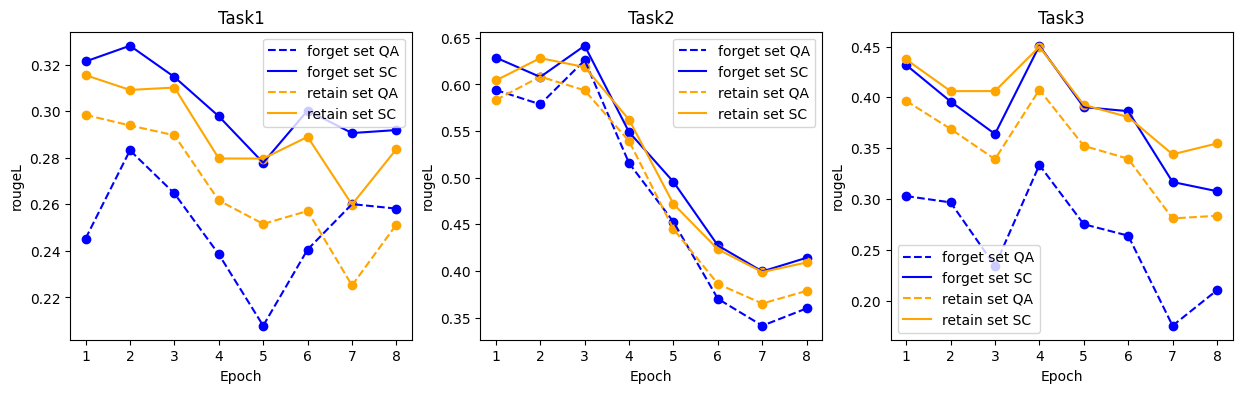 Task1
0.32
0.30
0.28
0.26
0.24
0.22
rougeL
1 2 3 4 5 6 7 8
Epoch
forget set QA
forget set SC
retain set QA
retain set SC
Task2
0.65
0.60
0.55
0.50
0.45
0.40
0.35
rougeL
1 2 3 4 5 6 7 8
Epoch
forget set QA
forget set SC
retain set QA
retain set SC
Task3
0.45
0.40
0.35
0.30
0.25
0.20
rougeL
1 2 3 4 5 6 7 8
Epoch
forget set QA
forget set SC
retain set QA
retain set SC